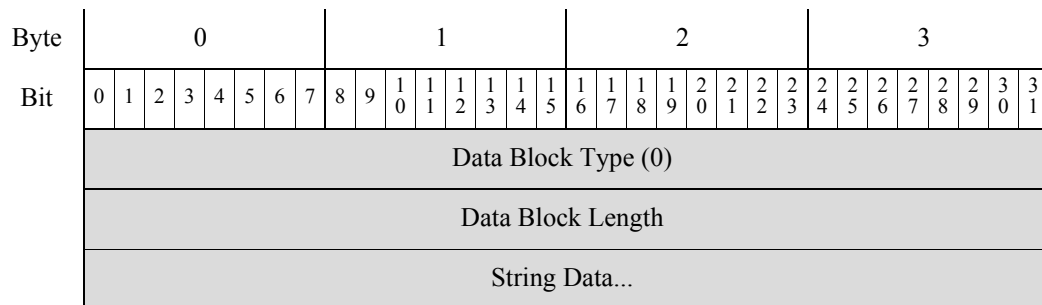 Byte 0 1 2 3
Bit 0 1 2 3 4 5 6 7 8 9 10 11 12 13 14 15 16 17 18 19 20 21 22 23 24 25 26 27 28 29 30 31
Data Block Type (0)
Data Block Length
String Data...